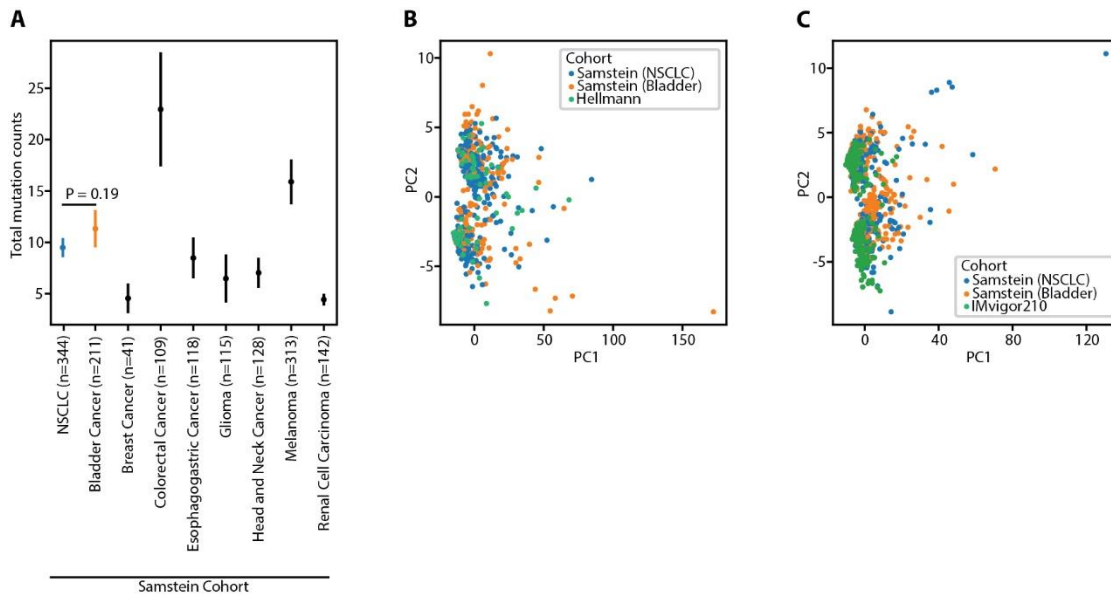 A
Total mutation counts
25
20
15
10
5
P = 0.19
NSCLC (n=344)
Bladder Cancer (n=211)
Breast Cancer (n=41)
Colorectal Cancer (n=109)
Esophagogastric Cancer (n=118)
Glioma (n=115)
Head and Neck Cancer (n=128)
Melanoma (n=313)
Renal Cell Carcinoma (n=142)
Samstein Cohort
B
PC2
10
5
0
-5
Cohort
Samstein (NSCLC)
Samstein (Bladder)
Hellmann
0
50
100
150
PC1
C
PC2
10
5
0
-5
Cohort
Samstein (NSCLC)
Samstein (Bladder)
IMvigor210
0
40
80
120
PC1